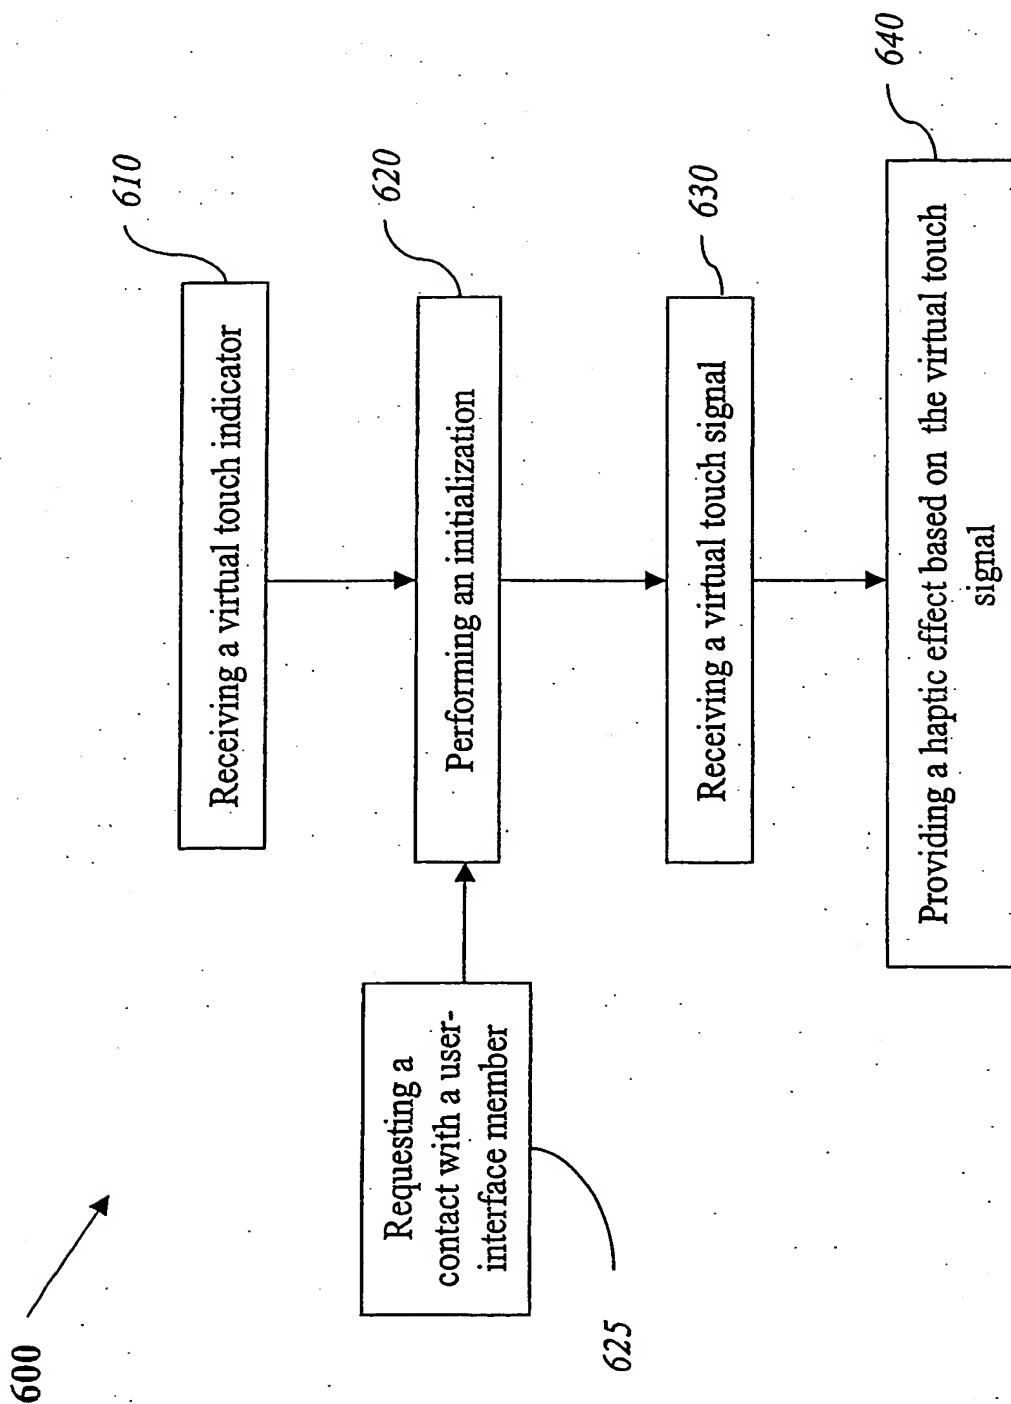 600
610
Receiving a virtual touch indicator
620
Performing an initialization
Requesting a
contact with a user-
interface member
625
630
Receiving a virtual touch signal
640
Providing a haptic effect based on the virtual touch
signal